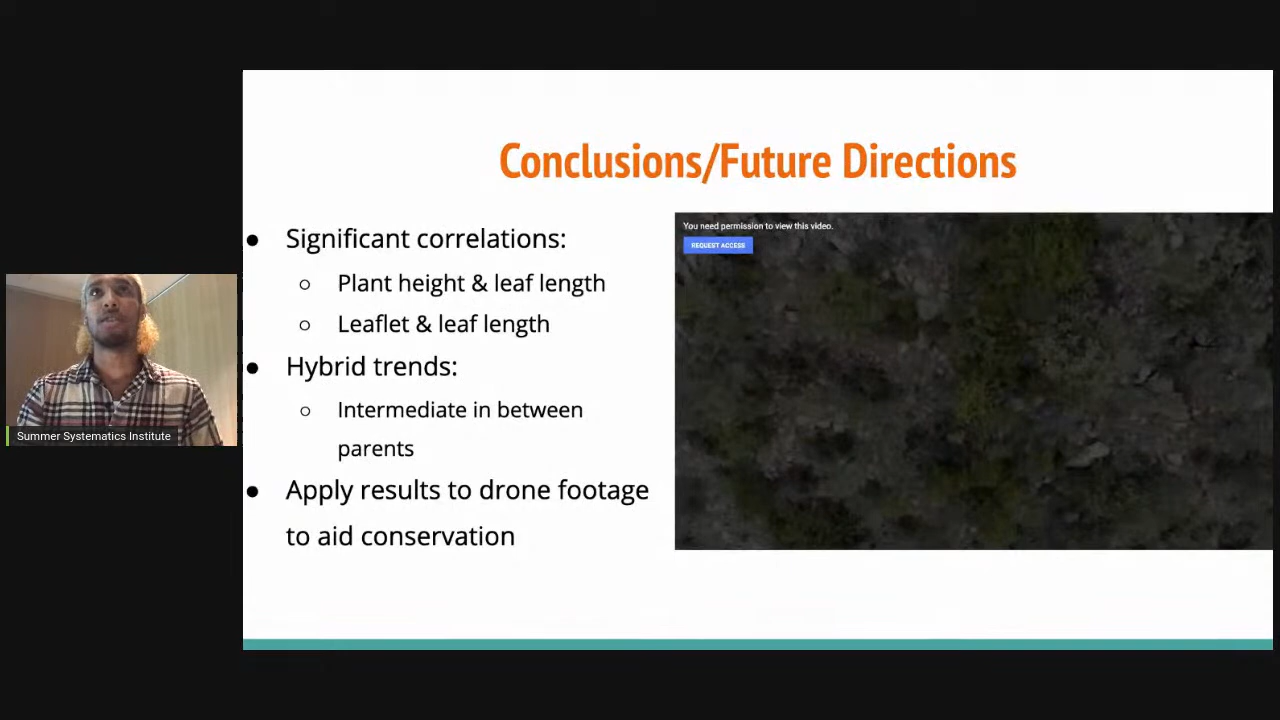 Conclusions/Future Directions
● Significant correlations:
○ Plant height & leaf length
○ Leaflet & leaf length
● Hybrid trends:
○ Intermediate in between
parents
● Apply results to drone footage
to aid conservation
You need permission to view this video.
REQUEST ACCESS
Summer Systematics Institute